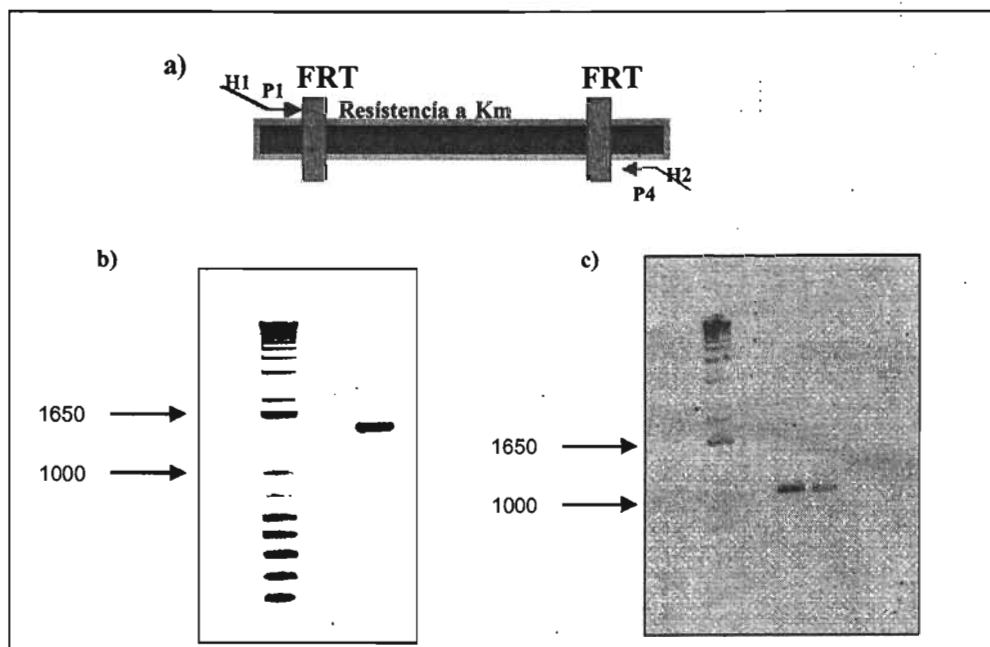 a)
H1 P1 FRT FRT
Resistencia a Km
P4 H2
b)
c)
1650
1000
1650
1000